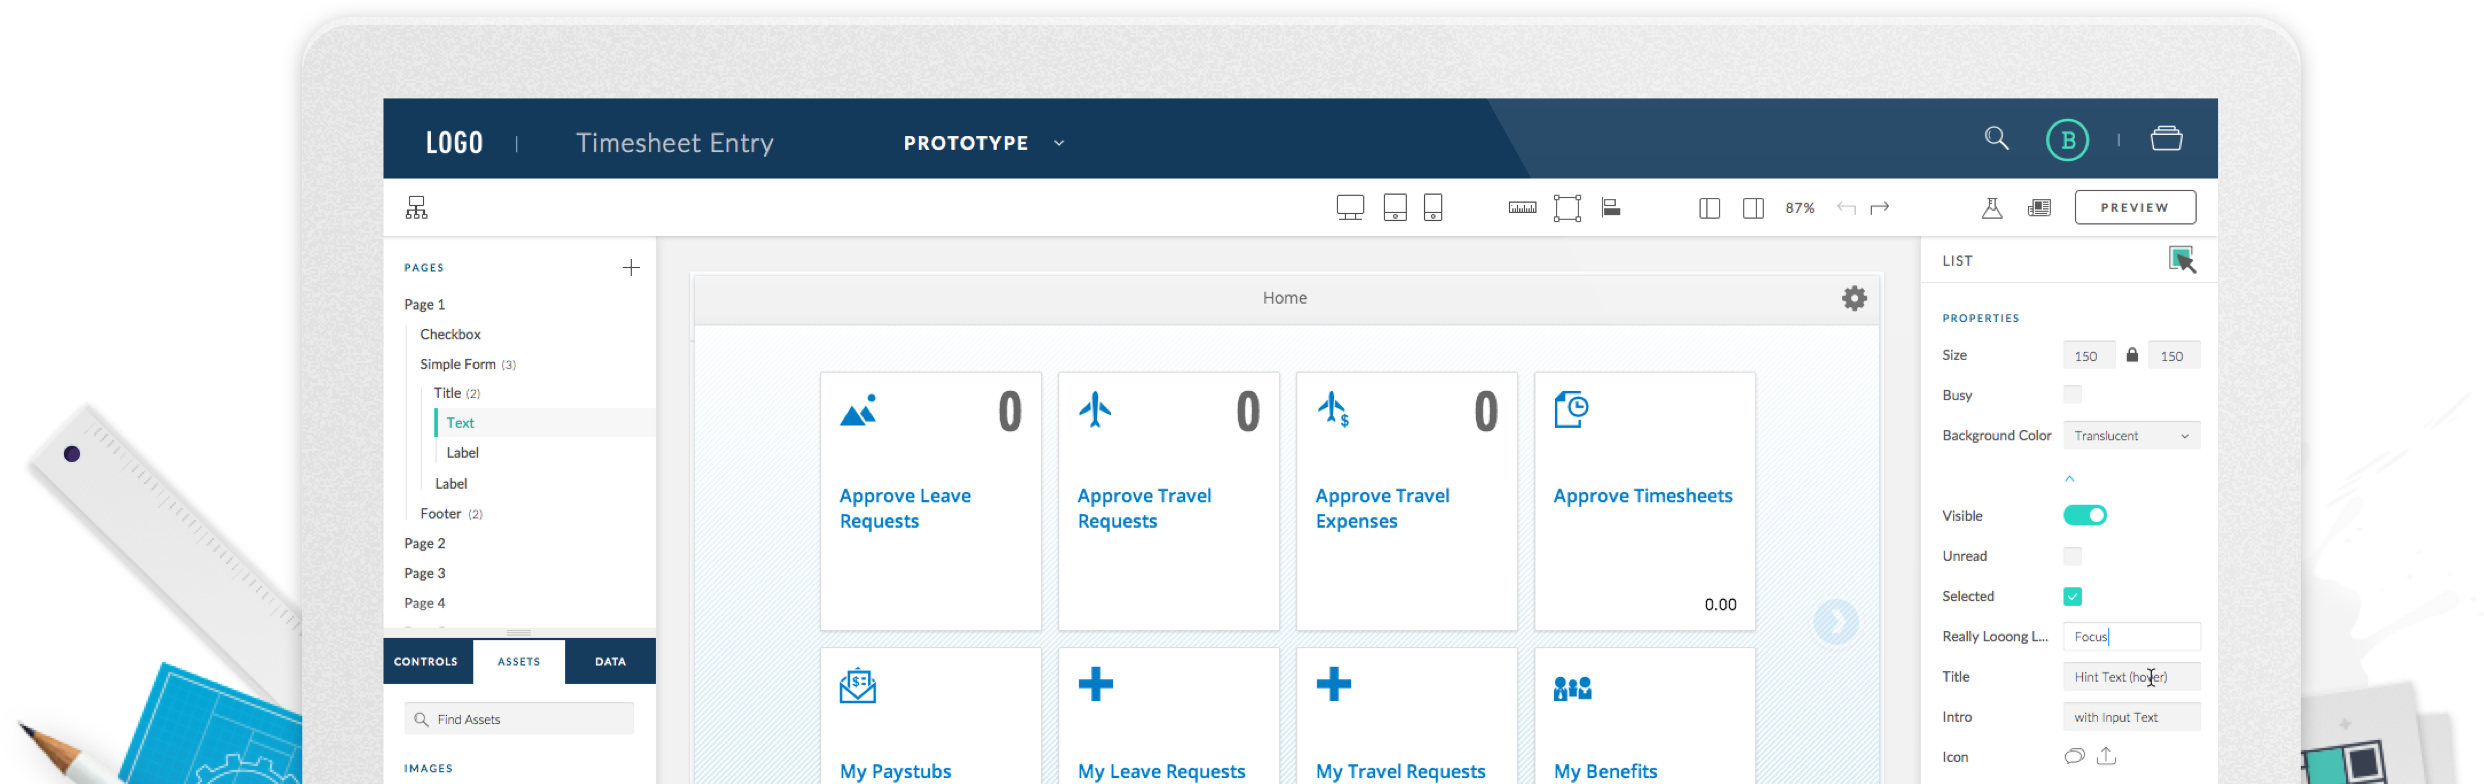 LOGO
Timesheet Entry
PROTOTYPE
B
87%
PREVIEW
PAGES
Page 1
Checkbox
Simple Form (3)
Title (2)
Text
Label
Label
Footer (2)
Page 2
Page 3
Page 4
CONTROLS
ASSETS
DATA
Find Assets
IMAGES
Home
0
Approve Leave
Requests
0
Approve Travel
Requests
0
$
Approve Travel
Expenses
Approve Timesheets
0.00
$
My Paystubs
My Leave Requests
My Travel Requests
My Benefits
LIST
PROPERTIES
Size
150
150
Busy
Background Color
Translucent
Visible
Unread
Selected
Really Looong L...
Focus
Title
Hint Text (hover)
Intro
with Input Text
Icon